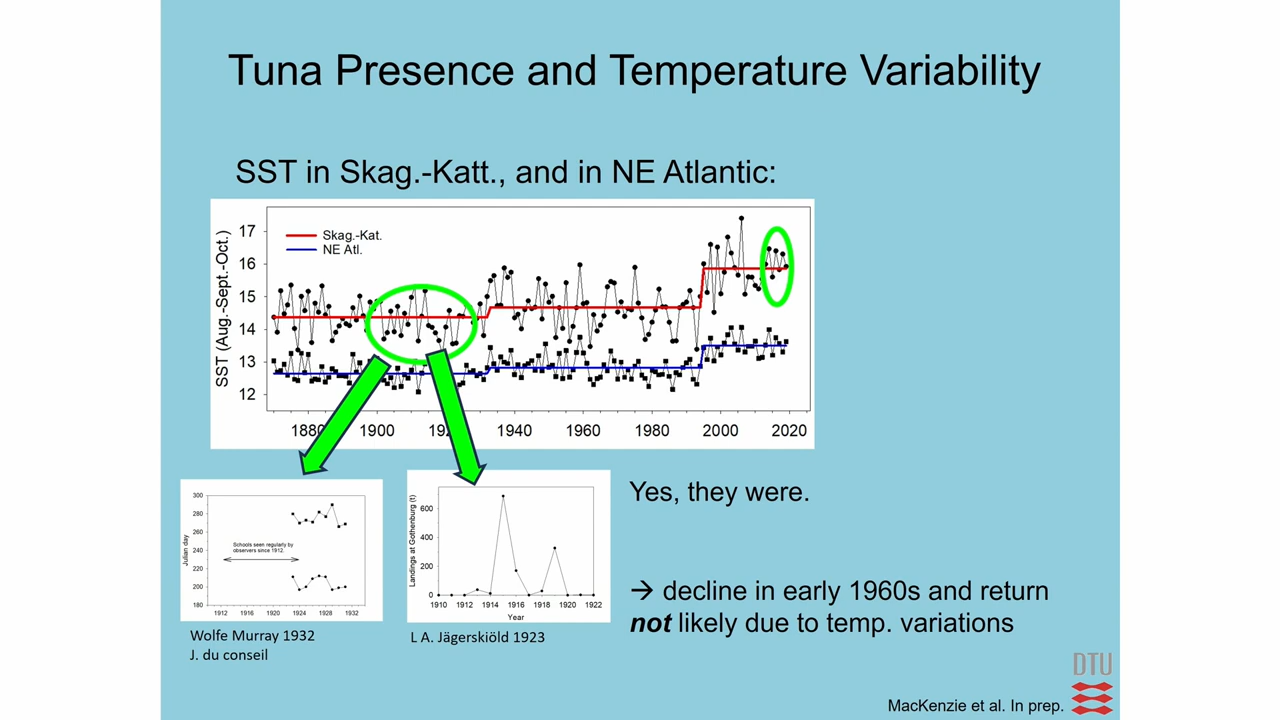 Tuna Presence and Temperature Variability
SST in Skag.-Katt., and in NE Atlantic:
SST (Aug.-Sept.-Oct.)
17
16
15
14
13
12
Skag.-Kat.
NE Atl.
1880 1900 1940 1960 1980 2000 2020
Julian day
300
280
260
240
220
200
180
Schools seen regularly by
observers since 1912.
1912 1916 1920 1924 1928 1932
Wolfe Murray 1932
J. du conseil
Landings at Gothenburg (t)
600
400
200
0
1910 1912 1914 1916 1918 1920 1922
Year
L A. Jägerskiöld 1923
Yes, they were.
→ decline in early 1960s and return
not likely due to temp. variations
DTU
MacKenzie et al. In prep.